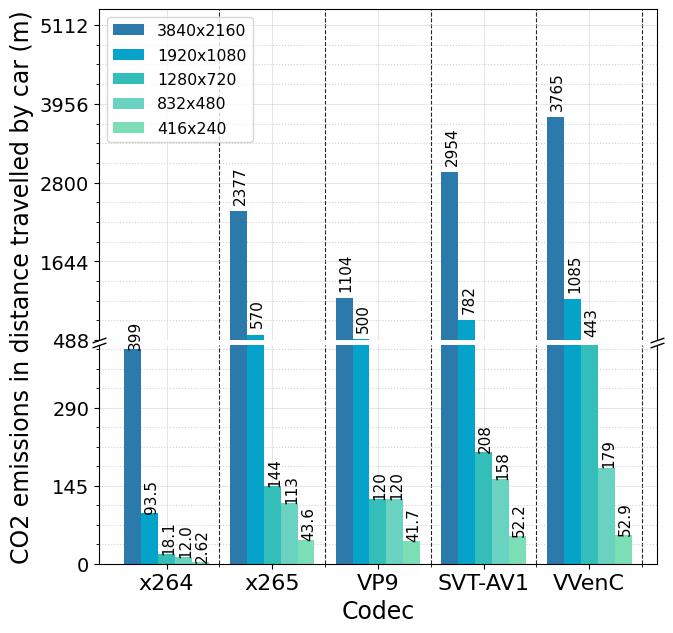 CO2 emissions in distance travelled by car (m)
5112
3956
2800
1644
488
290
145
0
3840x2160
1920x1080
1280x720
832x480
416x240
399
93.5
18.1
12.0
2.62
2377
570
144
113
43.6
1104
500
120
120
41.7
2954
782
208
158
52.2
3765
1085
443
179
52.9
x264
x265
VP9
SVT-AV1
VVenC
Codec